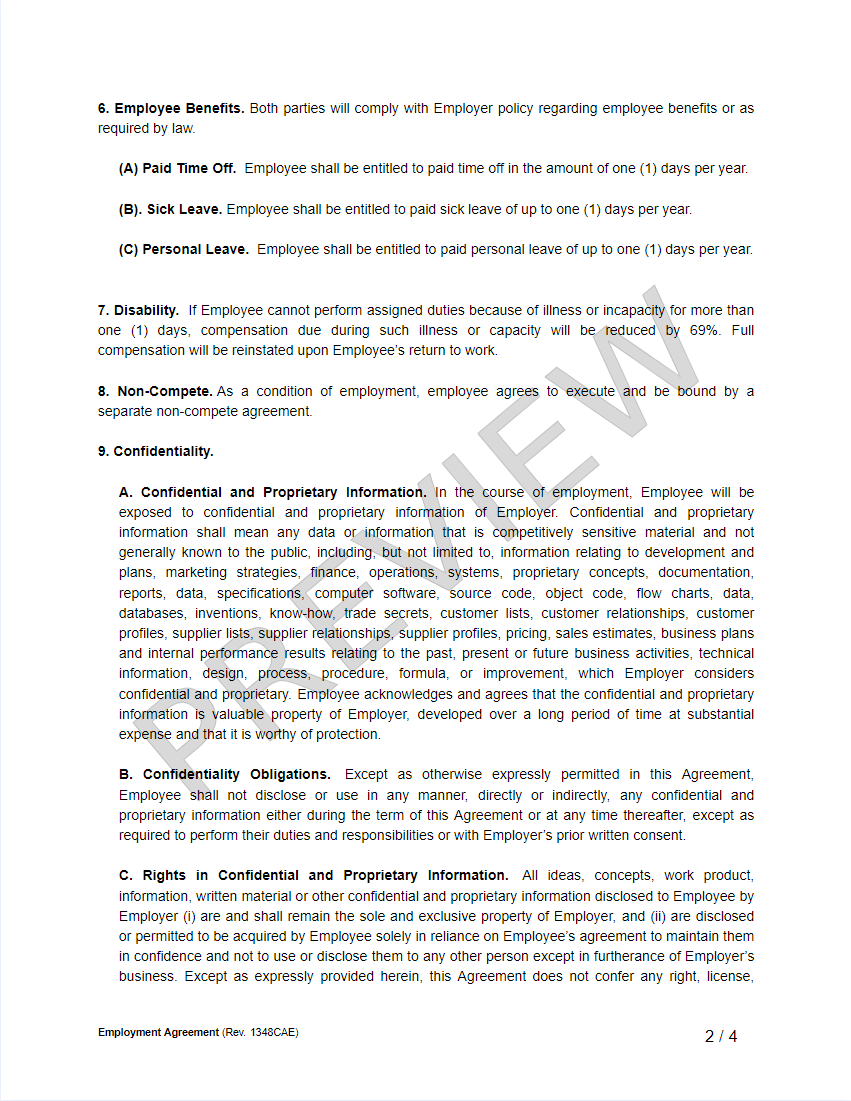 6. Employee Benefits. Both parties will comply with Employer policy regarding employee benefits or as
required by law.
(A) Paid Time Off. Employee shall be entitled to paid time off in the amount of one (1) days per year.
(B). Sick Leave. Employee shall be entitled to paid sick leave of up to one (1) days per year.
(C) Personal Leave. Employee shall be entitled to paid personal leave of up to one (1) days per year.
7. Disability. If Employee cannot perform assigned duties because of illness or incapacity for more than
one (1) days, compensation due during such illness or capacity will be reduced by 69%. Full
compensation will be reinstated upon Employee's return to work.
8. Non-Compete. As a condition of employment, employee agrees to execute and be bound by a
separate non-compete agreement.
9. Confidentiality.
A. Confidential and Proprietary Information. In the course of employment, Employee will be
exposed to confidential and proprietary information of Employer. Confidential and proprietary
information shall mean any data or information that is competitively sensitive material and not
generally known to the public, including, but not limited to, information relating to development and
plans, marketing strategies, finance, operations, systems, proprietary concepts, documentation,
reports, data, specifications, computer software, source code, object code, flow charts, data,
databases, inventions, know-how, trade secrets, customer lists, customer relationships, customer
profiles, supplier lists, supplier relationships, supplier profiles, pricing, sales estimates, business plans
and internal performance results relating to the past, present or future business activities, technical
information, design, process, procedure, formula, or improvement, which Employer considers
confidential and proprietary. Employee acknowledges and agrees that the confidential and proprietary
information is valuable property of Employer, developed over a long period of time at substantial
expense and that it is worthy of protection.
B. Confidentiality Obligations. Except as otherwise expressly permitted in this Agreement,
Employee shall not disclose or use in any manner, directly or indirectly, any confidential and
proprietary information either during the term of this Agreement or at any time thereafter, except as
required to perform their duties and responsibilities or with Employer's prior written consent.
C. Rights in Confidential and Proprietary Information. All ideas, concepts, work product,
information, written material or other confidential and proprietary information disclosed to Employee by
Employer (i) are and shall remain the sole and exclusive property of Employer, and (ii) are disclosed
or permitted to be acquired by Employee solely in reliance on Employee's agreement to maintain them
in confidence and not to use or disclose them to any other person except in furtherance of Employer's
business. Except as expressly provided herein, this Agreement does not confer any right, license,
Employment Agreement (Rev. 1348CAE)
2 / 4
PREVIEW